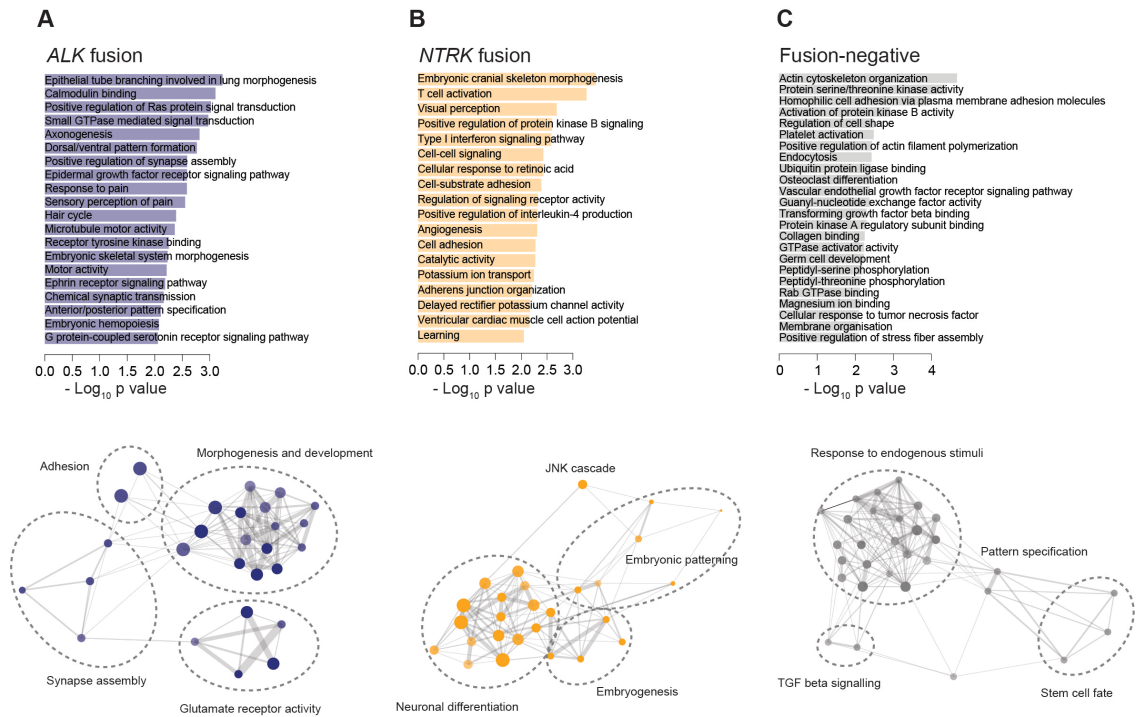 A
ALK fusion
Epithelial tube branching involved in lung morphogenesis
Calmodulin binding
Positive regulation of Ras protein signal transduction
Small GTPase mediated signal transduction
Axonogenesis
Dorsal/ventral pattern formation
Positive regulation of synapse assembly
Epidermal growth factor receptor signaling pathway
Response to pain
Sensory perception of pain
Hair cycle
Microtubule motor activity
Receptor tyrosine kinase binding
Embryonic skeletal system morphogenesis
Motor activity
Ephrin receptor signaling pathway
Chemical synaptic transmission
Anterior/posterior pattern specification
Embryonic hemopoiesis
G protein-coupled serotonin receptor signaling pathway
0.0 0.5 1.0 1.5 2.0 2.5 3.0
- Log10 p value
B
NTRK fusion
Embryonic cranial skeleton morphogenesis
T cell activation
Visual perception
Positive regulation of protein kinase B signaling
Type I interferon signaling pathway
Cell-cell signaling
Cellular response to retinoic acid
Cell-substrate adhesion
Regulation of signaling receptor activity
Positive regulation of interleukin-4 production
Angiogenesis
Cell adhesion
Catalytic activity
Potassium ion transport
Adherens junction organization
Delayed rectifier potassium channel activity
Ventricular cardiac muscle cell action potential
Learning
0.0 0.5 1.0 1.5 2.0 2.5 3.0
- Log10 p value
C
Fusion-negative
Actin cytoskeleton organization
Protein serine/threonine kinase activity
Homophilic cell adhesion via plasma membrane adhesion molecules
Activation of protein kinase B activity
Regulation of cell shape
Platelet activation
Positive regulation of actin filament polymerization
Endocytosis
Ubiquitin protein ligase binding
Osteoclast differentiation
Vascular endothelial growth factor receptor signaling pathway
Guanyl-nucleotide exchange factor activity
Transforming growth factor beta binding
Protein kinase A regulatory subunit binding
Collagen binding
GTPase activator activity
Germ cell development
Peptidyl-serine phosphorylation
Peptidyl-threonine phosphorylation
Rab GTPase binding
Magnesium ion binding
Cellular response to tumor necrosis factor
Membrane organisation
Positive regulation of stress fiber assembly
0 1 2 3 4
- Log10 p value
Adhesion
Morphogenesis and development
Synapse assembly
Glutamate receptor activity
JNK cascade
Embryonic patterning
Embryogenesis
Neuronal differentiation
Response to endogenous stimuli
Pattern specification
TGF beta signalling
Stem cell fate